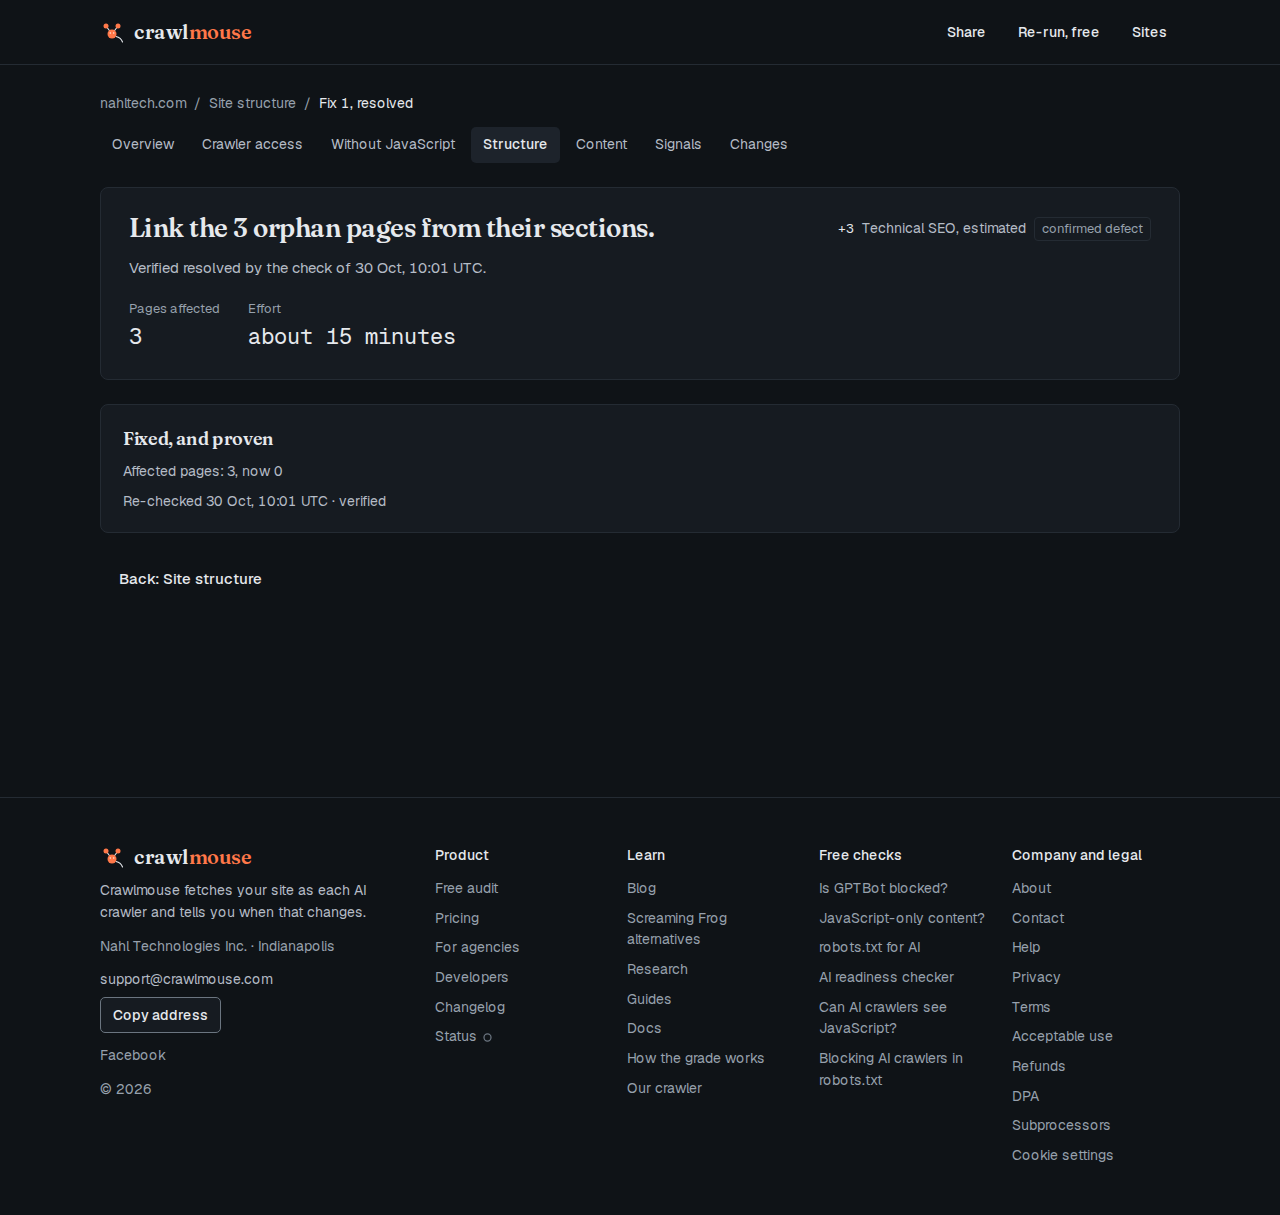 crawlmouse
Share
Re-run, free
Sites
nahltech.com / Site structure / Fix 1, resolved
Overview
Crawler access
Without JavaScript
Structure
Content
Signals
Changes
Link the 3 orphan pages from their sections.
+3 Technical SEO, estimated
confirmed defect
Verified resolved by the check of 30 Oct, 10:01 UTC.
Pages affected
3
Effort
about 15 minutes
Fixed, and proven
Affected pages: 3, now 0
Re-checked 30 Oct, 10:01 UTC · verified
Back: Site structure
crawlmouse
Crawlmouse fetches your site as each AI
crawler and tells you when that changes.
Nahl Technologies Inc. · Indianapolis
support@crawlmouse.com
Copy address
Facebook
© 2026
Product
Free audit
Pricing
For agencies
Developers
Changelog
Status
Learn
Blog
Screaming Frog
alternatives
Research
Guides
Docs
How the grade works
Our crawler
Free checks
Is GPTBot blocked?
JavaScript-only content?
robots.txt for AI
AI readiness checker
Can AI crawlers see
JavaScript?
Blocking AI crawlers in
robots.txt
Company and legal
About
Contact
Help
Privacy
Terms
Acceptable use
Refunds
DPA
Subprocessors
Cookie settings